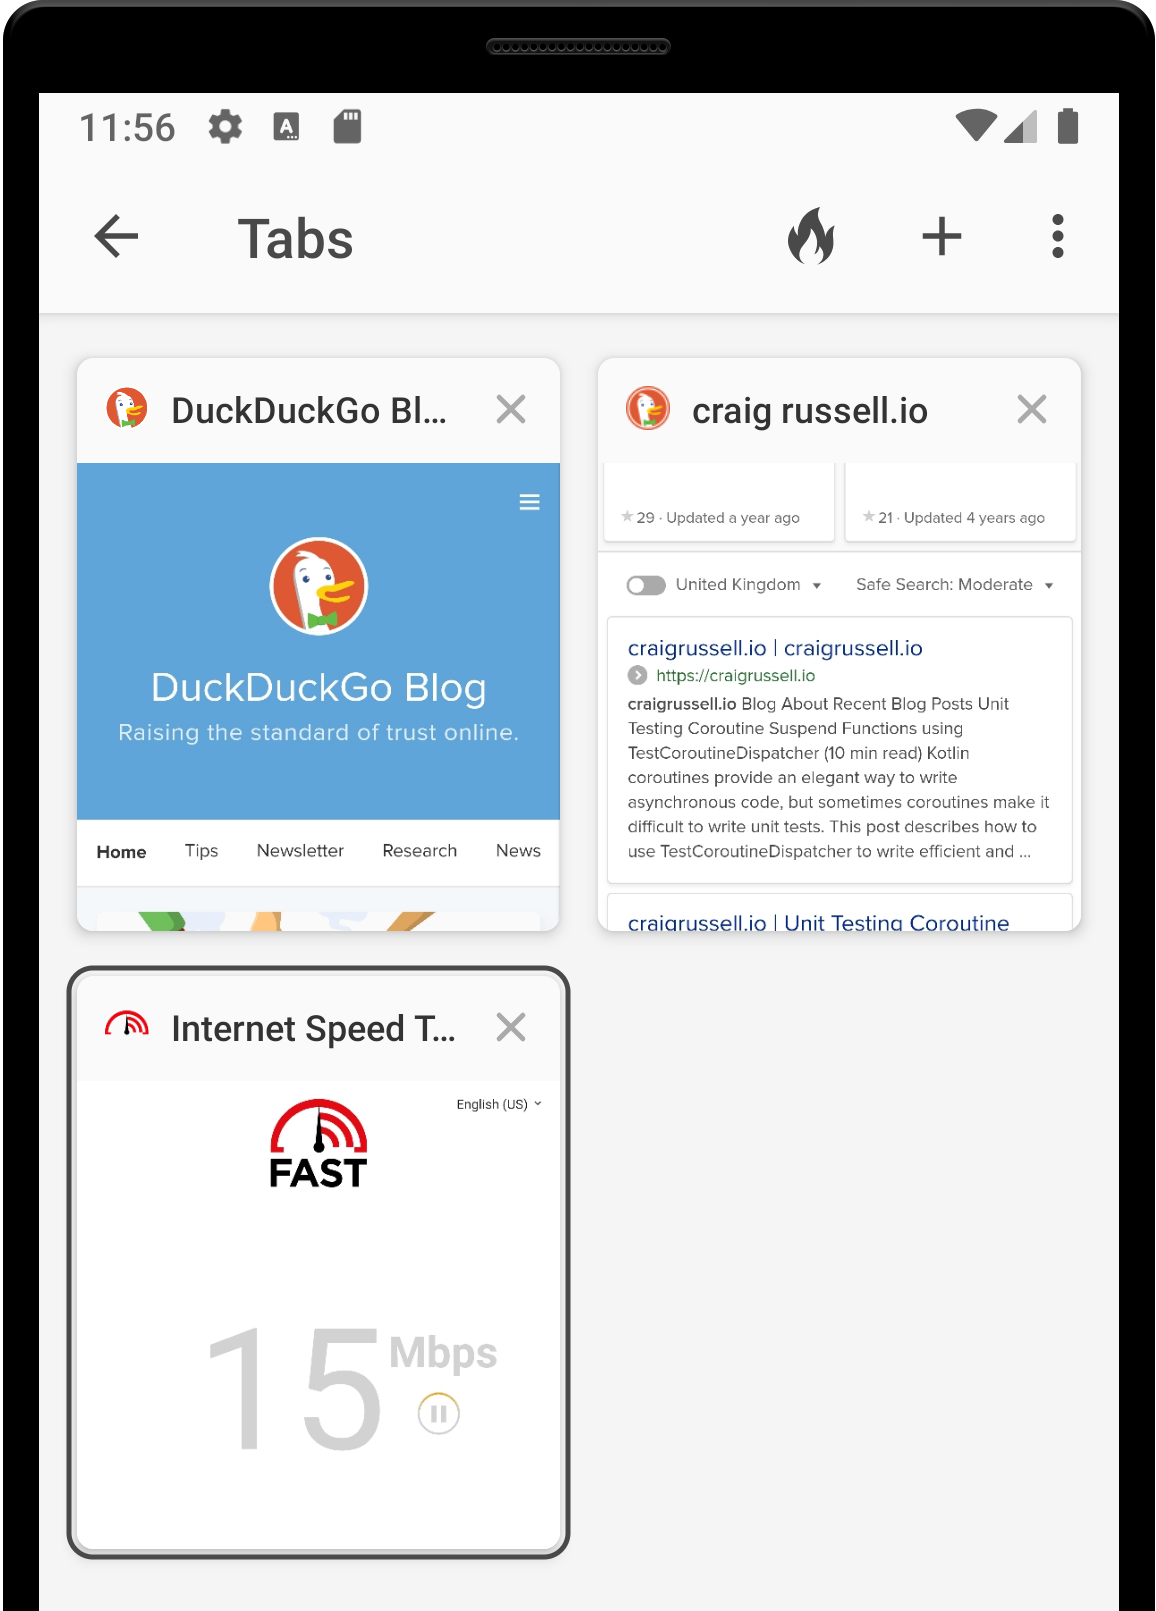 11:56
A
Tabs
DuckDuckGo Bl...
craig russell.io
DuckDuckGo Blog
Raising the standard of trust online.
Home Tips Newsletter Research News
29 · Updated a year ago
21 · Updated 4 years ago
United Kingdom
Safe Search: Moderate
craigrussell.io | craigrussell.io
https://craigrussell.io
craigrussell.io Blog About Recent Blog Posts Unit
Testing Coroutine Suspend Functions using
TestCoroutineDispatcher (10 min read) Kotlin
coroutines provide an elegant way to write
asynchronous code, but sometimes coroutines make it
difficult to write unit tests. This post describes how to
use TestCoroutineDispatcher to write efficient and ...
craigrussell.io | Unit Testing Coroutine
Internet Speed T...
English (US)
FAST
15 Mbps